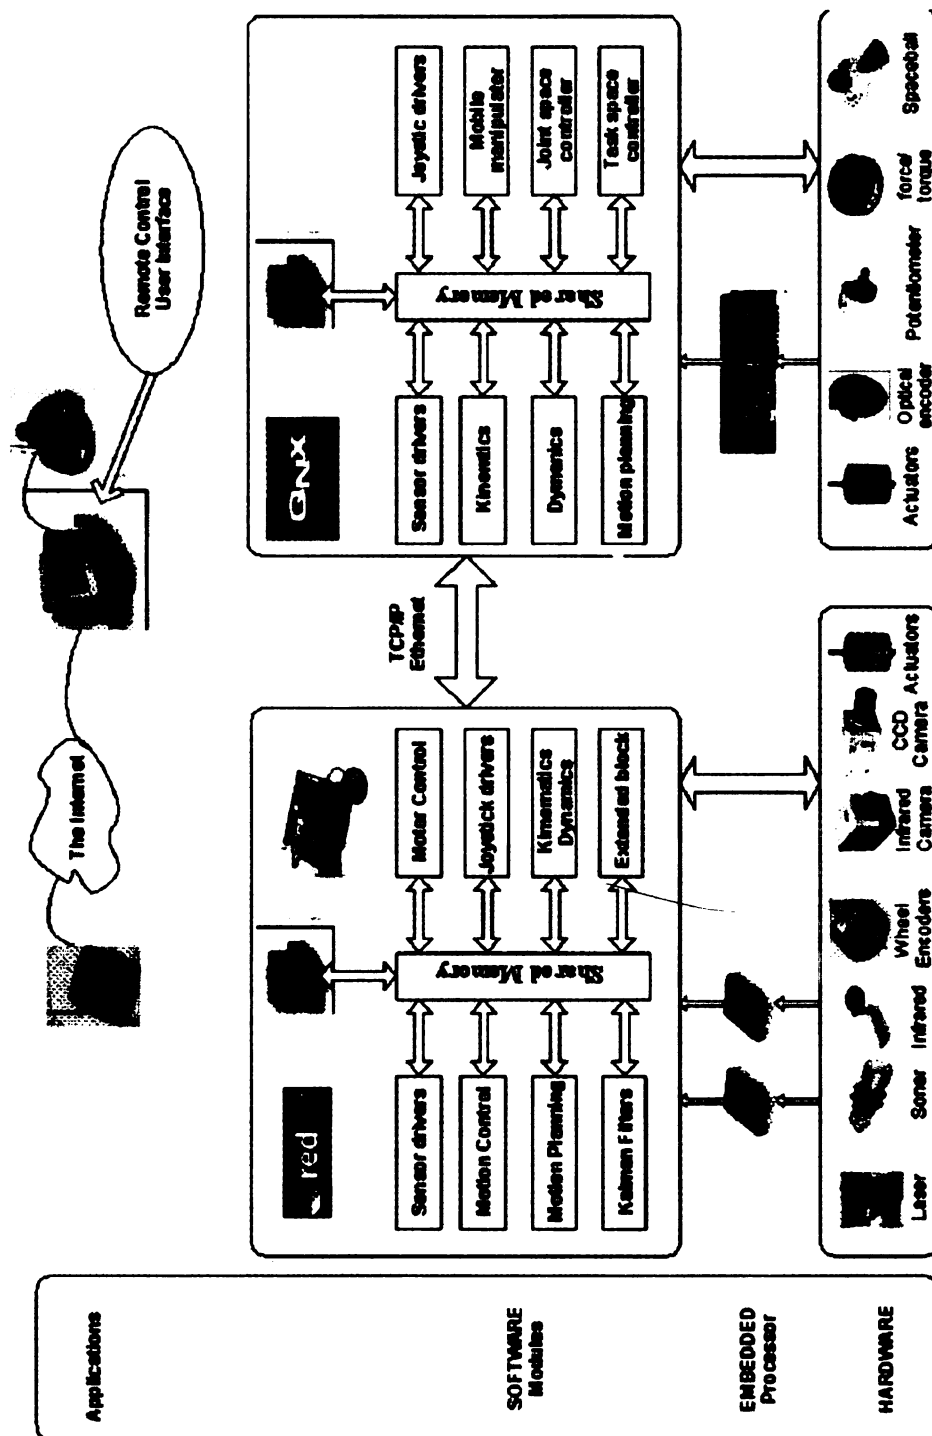 Applications
The Internet
Remote Control
User Interface
SOFTWARE
Modules
red
Sensor drivers
Motion Control
Motion Planning
Kalman Filters
Shared Memory
Motor Control
Joystick drivers
Kinematics
Dynamics
Extended block
TCP/IP
Ethernet
QNX
Sensor drivers
Kinematics
Dynamics
Motion planning
Shared Memory
Joystic drivers
Mobile
manipulater
Joint space
controller
Task space
controller
EMBEDDED
Processor
HARDWARE
Laser
Soner
Infrared
Wheel
Encoders
Infrared
Camera
CCD
Camera
Actuators
Actuators
Optical
encoder
Potentiometer
force/
torque
Spaceball